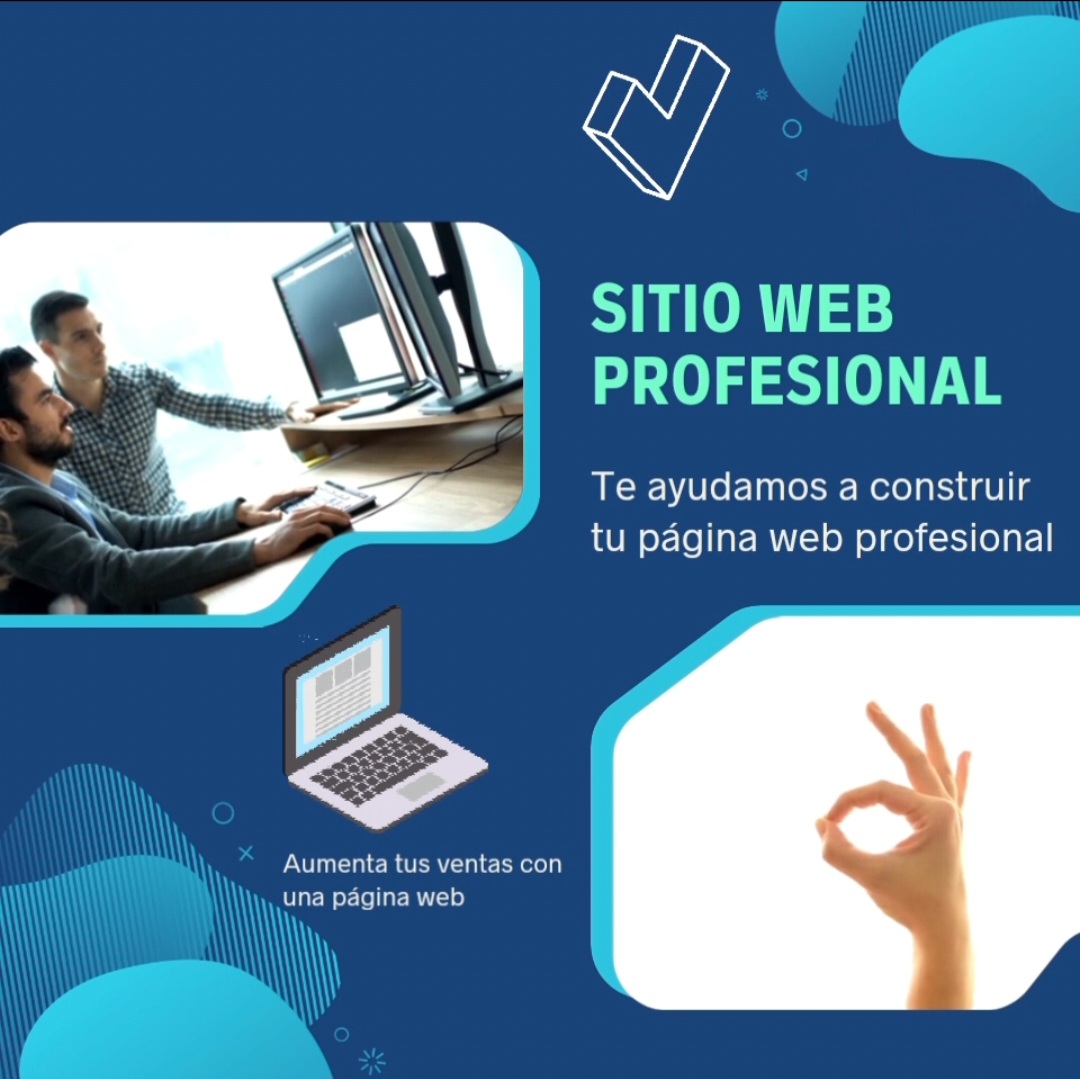 SITIO WEB
PROFESIONAL
Te ayudamos a construir
tu página web profesional
Aumenta tus ventas con
una página web